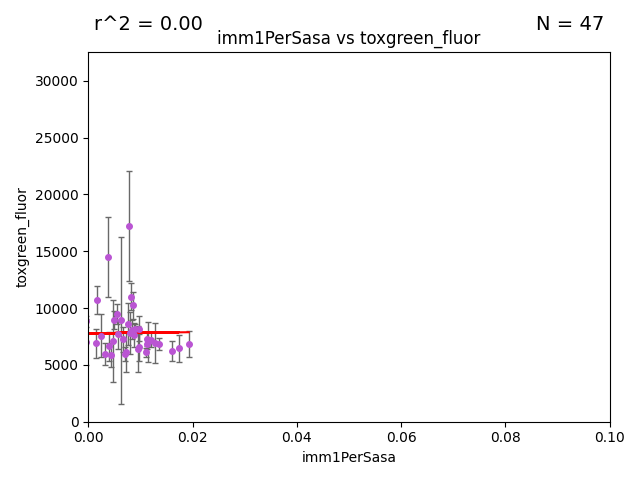 r^2 = 0.00
N = 47
imm1PerSasa vs toxgreen_fluor
30000
25000
20000
15000
10000
5000
0
toxgreen_fluor
0.00 0.02 0.04 0.06 0.08 0.10
imm1PerSasa